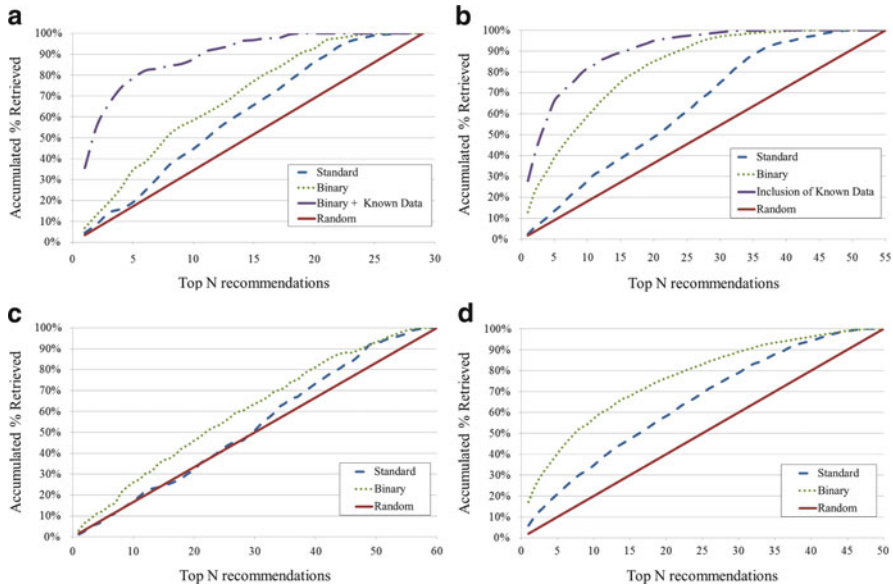 a
100%
90%
80%
70%
60%
50%
40%
30%
20%
10%
0%
Accumulated % Retrieved
0 5 10 15 20 25 30
Top N recommendations
Standard
Binary
Binary + Known Data
Random
b
100%
90%
80%
70%
60%
50%
40%
30%
20%
10%
0%
Accumulated % Retrieved
0 5 10 15 20 25 30 35 40 45 50 55
Top N recommendations
Standard
Binary
Inclusion of Known Data
Random
c
100%
90%
80%
70%
60%
50%
40%
30%
20%
10%
0%
Accumulated % Retrieved
0 10 20 30 40 50 60
Top N recommendations
Standard
Binary
Random
d
100%
90%
80%
70%
60%
50%
40%
30%
20%
10%
0%
Accumulated % Retrieved
0 5 10 15 20 25 30 35 40 45 50
Top N recommendations
Standard
Binary
Random